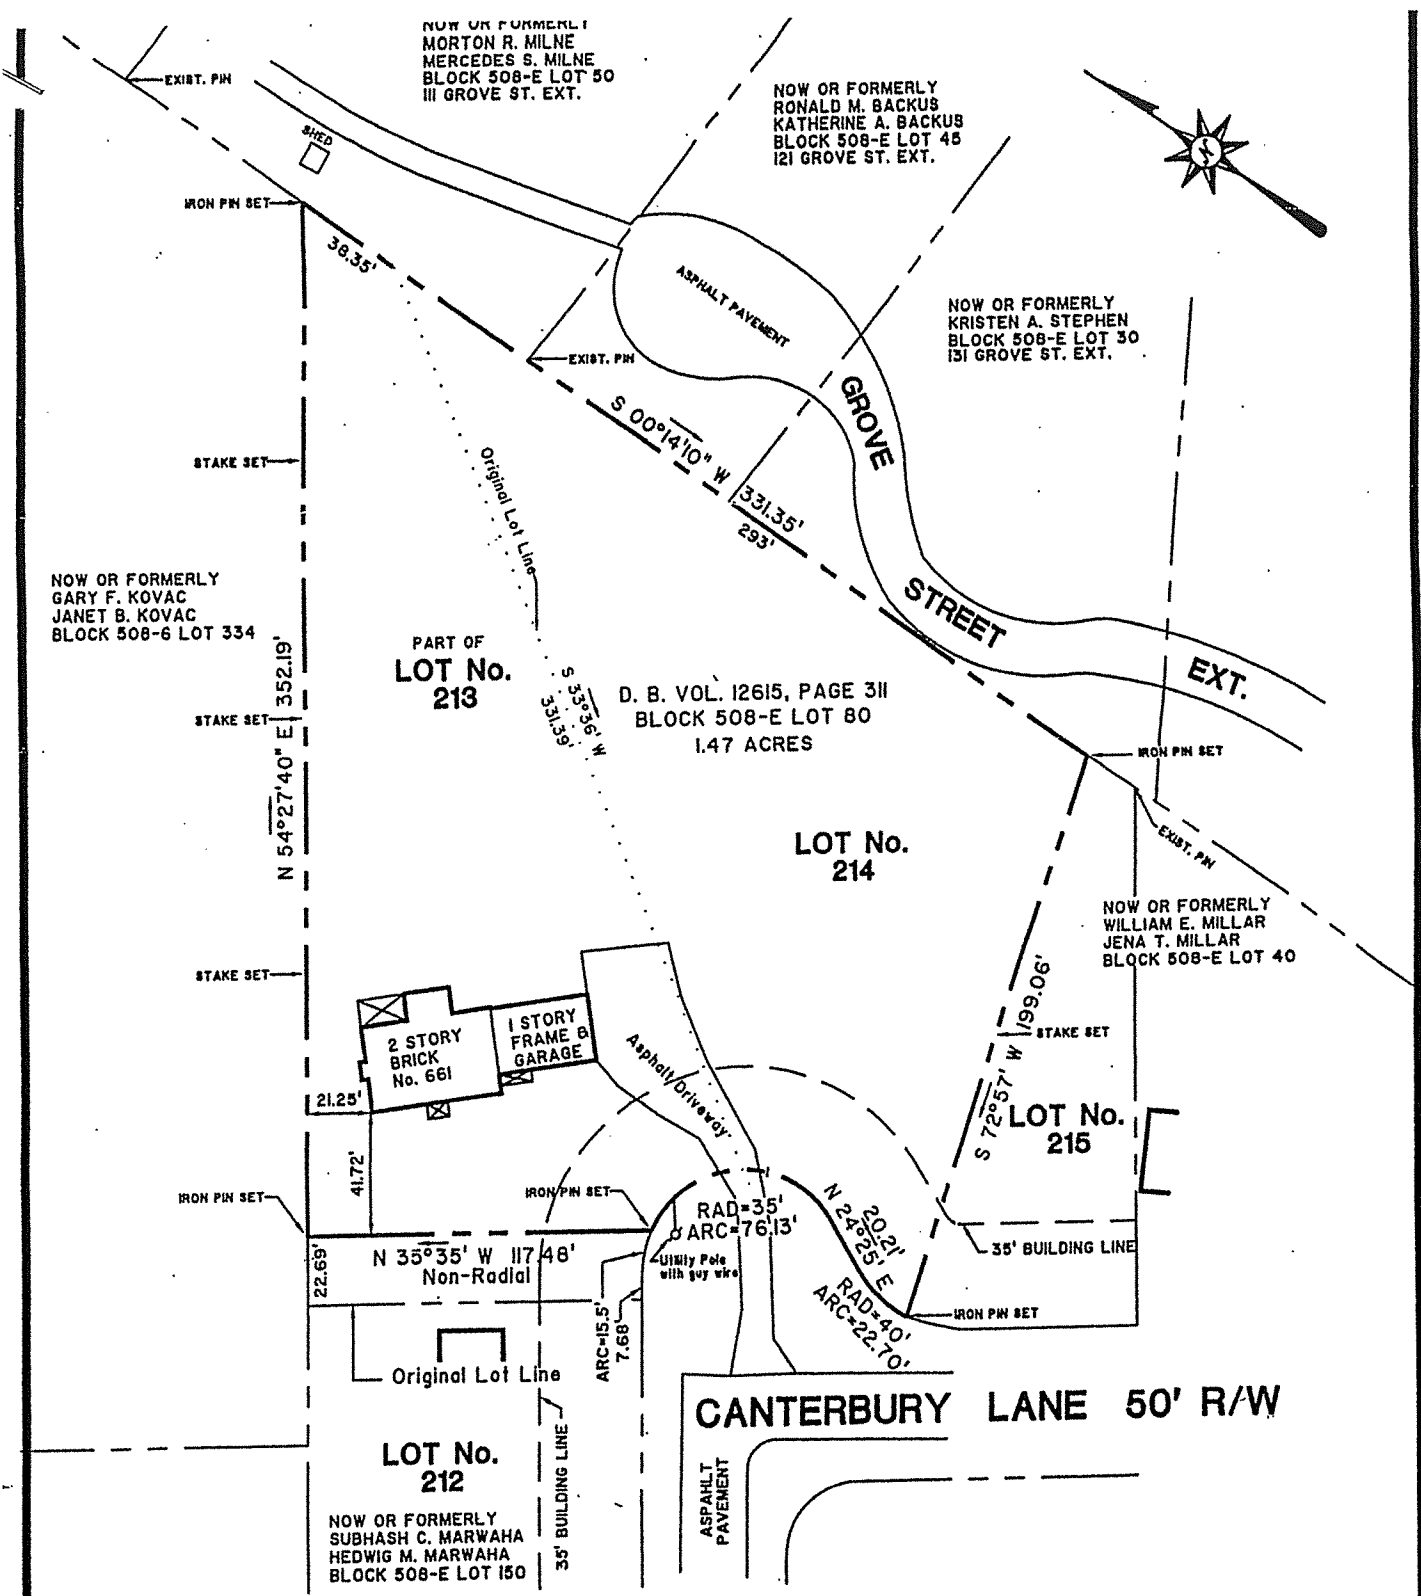 NOW OR FORMERLY
MORTON R. MILNE
MERCEDES S. MILNE
BLOCK 508-E LOT 50
111 GROVE ST. EXT.
EXIST. PIN
SHED
NOW OR FORMERLY
RONALD M. BACKUS
KATHERINE A. BACKUS
BLOCK 508-E LOT 45
121 GROVE ST. EXT.
N
IRON PIN SET
38.35'
ASPHALT PAVEMENT
NOW OR FORMERLY
KRISTEN A. STEPHEN
BLOCK 508-E LOT 30
131 GROVE ST. EXT.
EXIST. PIN
S 00°14'10" W 331.35'
293'
GROVE
STREET
EXT.
STAKE SET
Original Lot Line
NOW OR FORMERLY
GARY F. KOVAC
JANET B. KOVAC
BLOCK 508-G LOT 334
N 54°27'40" E 352.19'
PART OF
LOT No.
213
S 33°36' W
331.39'
D. B. VOL. 12615, PAGE 311
BLOCK 508-E LOT 80
1.47 ACRES
STAKE SET
IRON PIN SET
EXIST. PIN
LOT No.
214
NOW OR FORMERLY
WILLIAM E. MILLAR
JENA T. MILLAR
BLOCK 508-E LOT 40
STAKE SET
2 STORY
BRICK
No. 661
1 STORY
FRAME &
GARAGE
Asphalt Driveway
S 72°57' W 199.06'
STAKE SET
21.25'
41.72'
LOT No.
215
IRON PIN SET
IRON PIN SET
RAD=35'
ARC=76.13'
Utility Pole
with guy wire
N 24°25' E
20.21'
35' BUILDING LINE
N 35°35' W 117.48'
Non-Radial
22.69'
ARC=15.5'
7.68'
RAD=40'
ARC=22.70'
IRON PIN SET
Original Lot Line
CANTERBURY LANE 50' R/W
LOT No.
212
35' BUILDING LINE
ASPAHLT
PAVEMENT
NOW OR FORMERLY
SUBHASH C. MARWAHA
HEDWIG M. MARWAHA
BLOCK 508-E LOT 150